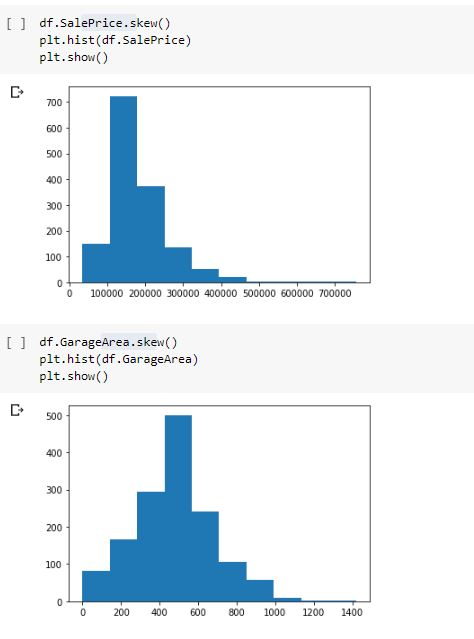 [ ] df.SalePrice.skew()
plt.hist(df.SalePrice)
plt.show()
700
600
500
400
300
200
100
0
0 100000 200000 300000 400000 500000 600000 700000
[ ] df.GarageArea.skew()
plt.hist(df.GarageArea)
plt.show()
500
400
300
200
100
0
0 200 400 600 800 1000 1200 1400